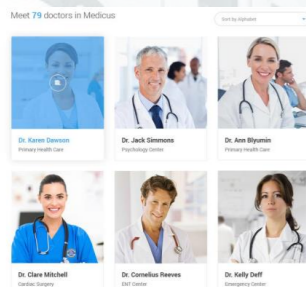 Meet 79 doctors in Medicus
Sort by Alphabet
Dr. Karen Dawson
Primary Health Care
Dr. Jack Simmons
Psychology Center
Dr. Ann Blyumin
Primary Health Care
Dr. Clare Mitchell
Cardiac Surgery
Dr. Cornelius Reeves
ENT Center
Dr. Kelly Deff
Emergency Center